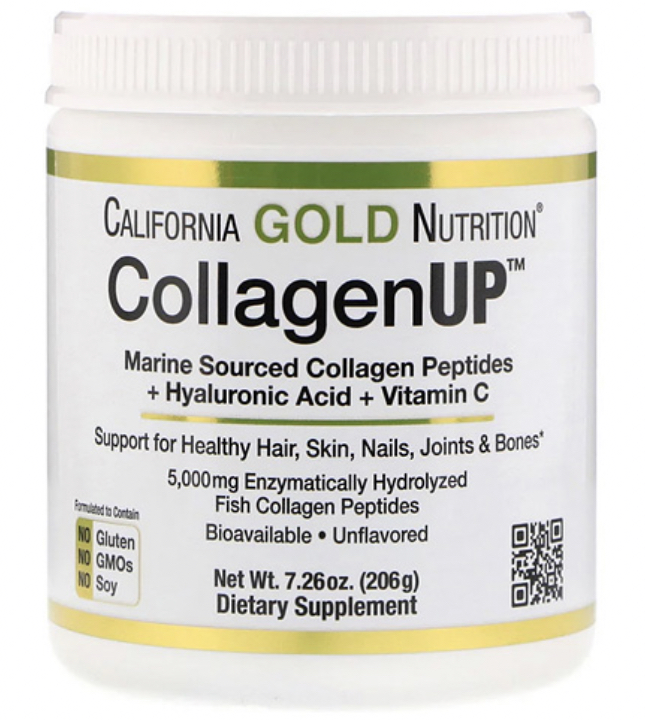 CALIFORNIA GOLD NUTRITION®
CollagenUP™
Marine Sourced Collagen Peptides
+ Hyaluronic Acid + Vitamin C
Support for Healthy Hair, Skin, Nails, Joints & Bones*
5,000mg Enzymatically Hydrolyzed
Fish Collagen Peptides
Bioavailable • Unflavored
Formulated to Contain
NO Gluten
NO GMOs
NO Soy
Net Wt. 7.26oz. (206g)
Dietary Supplement